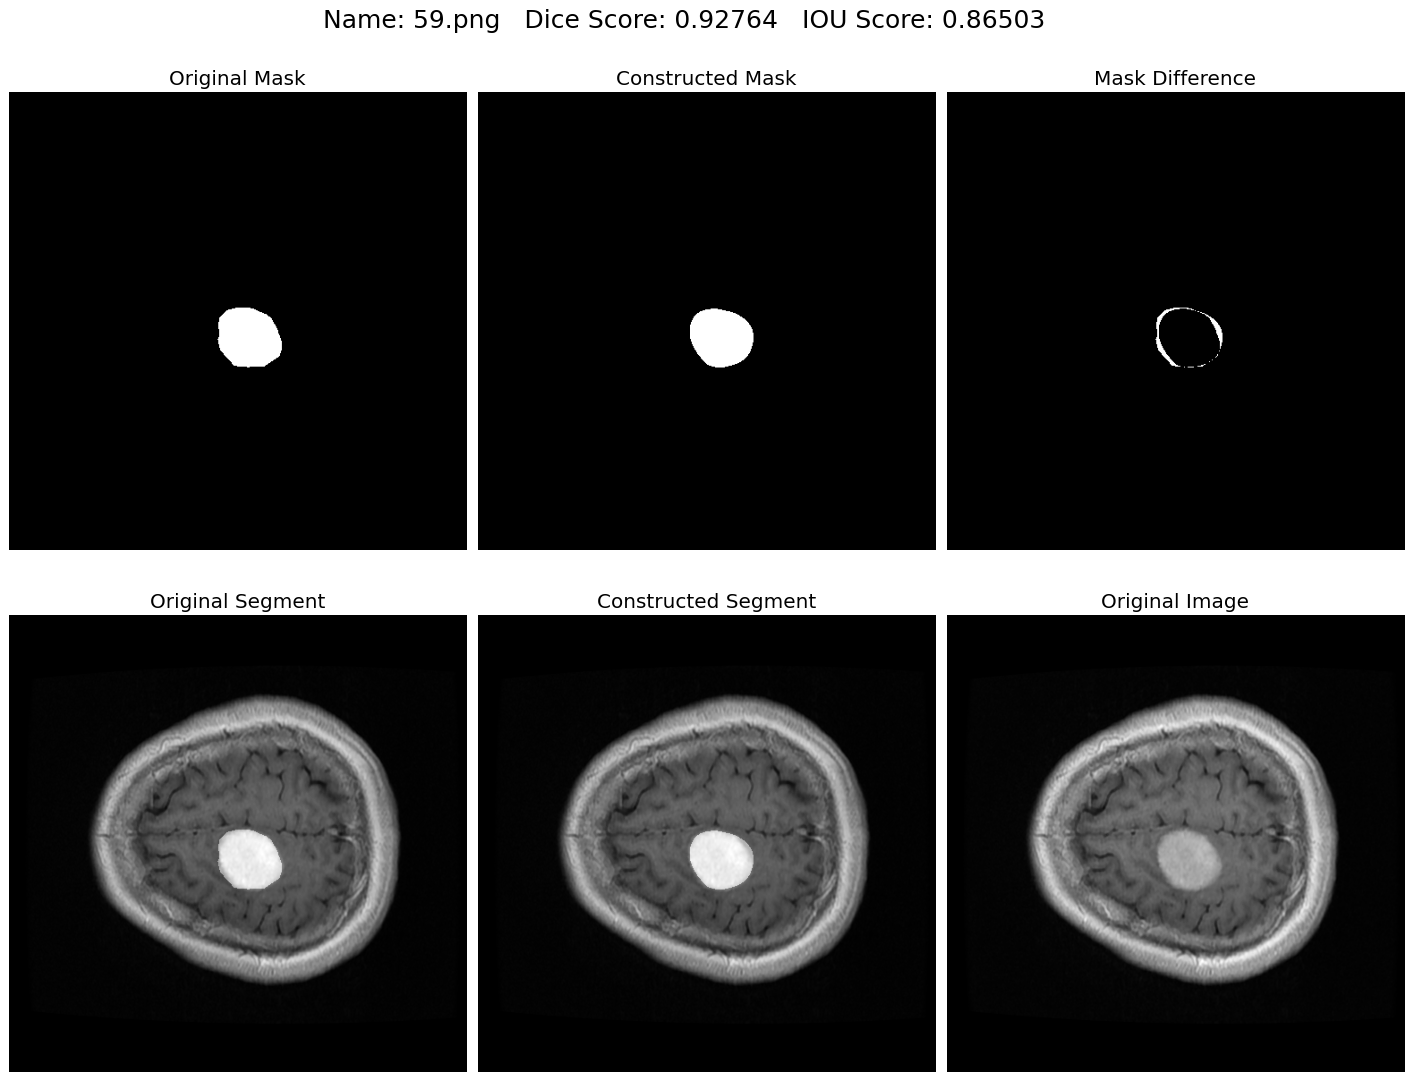 Name: 59.png   Dice Score: 0.92764   IOU Score: 0.86503
Original Mask
Constructed Mask
Mask Difference
Original Segment
Constructed Segment
Original Image